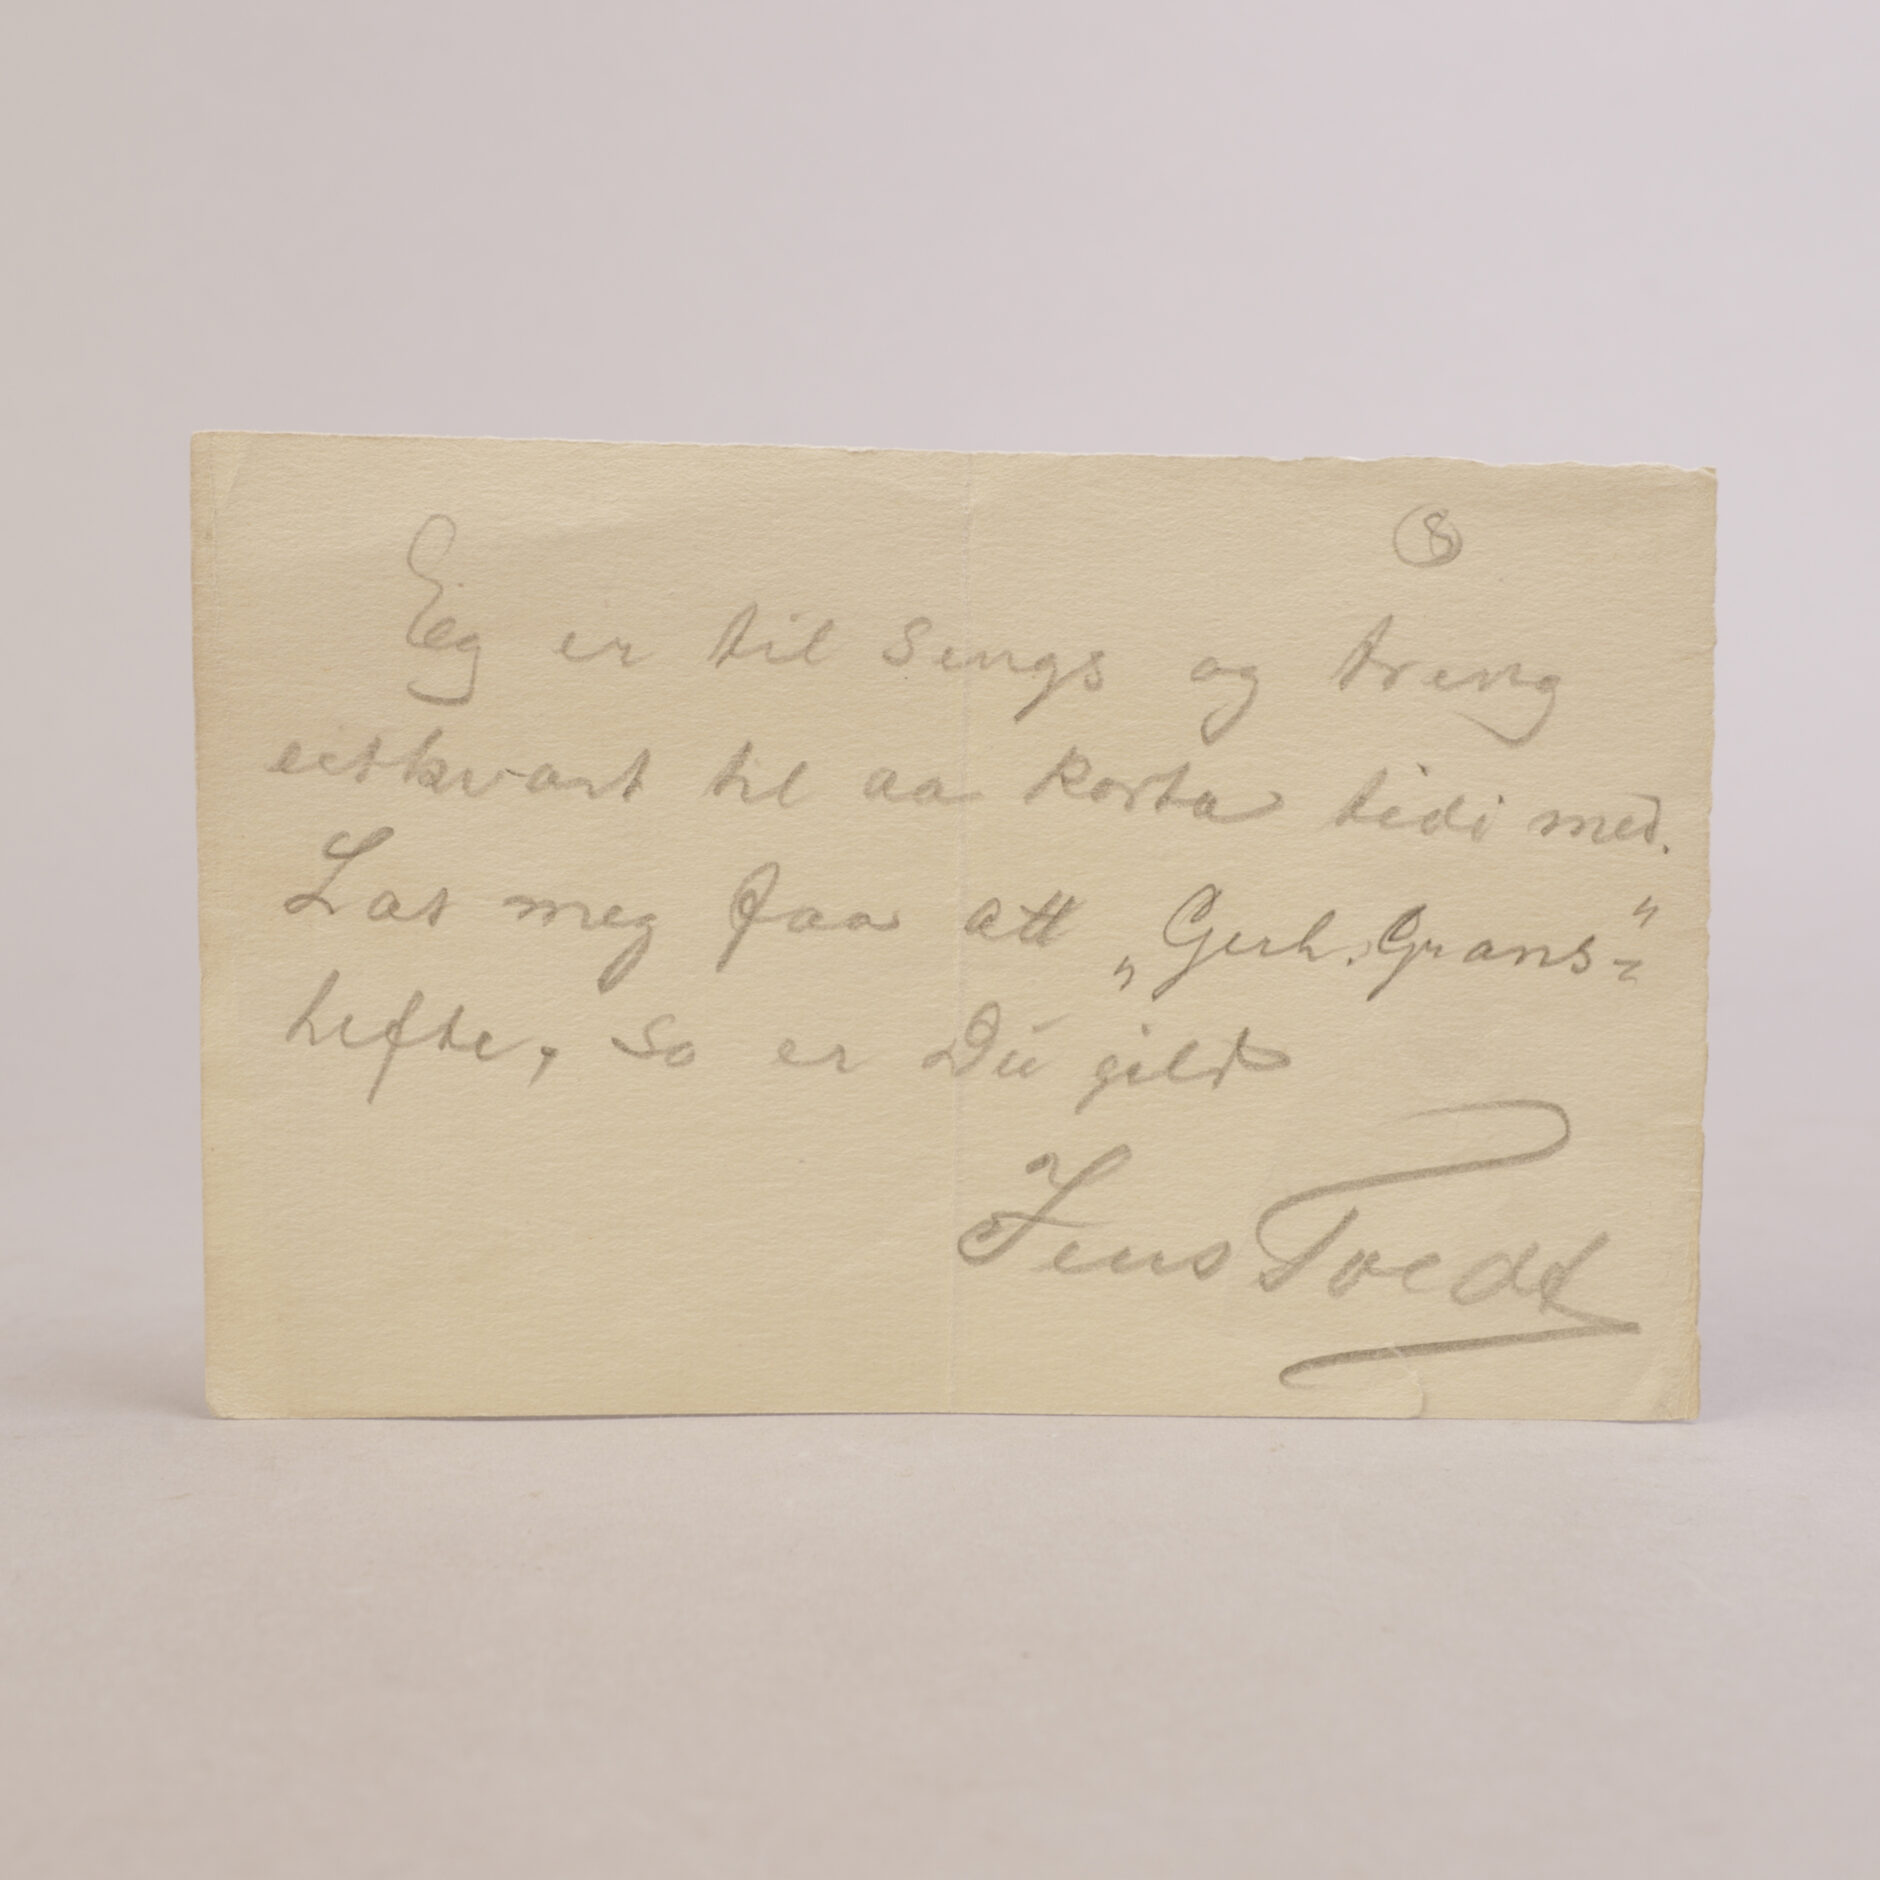 8
Eg er til Sengs og treng
eitkvart til aa korta tidi med.
Lat meg faa att „Gerh. Grans"-
hefte, so er Du gild
Jens Tvedt